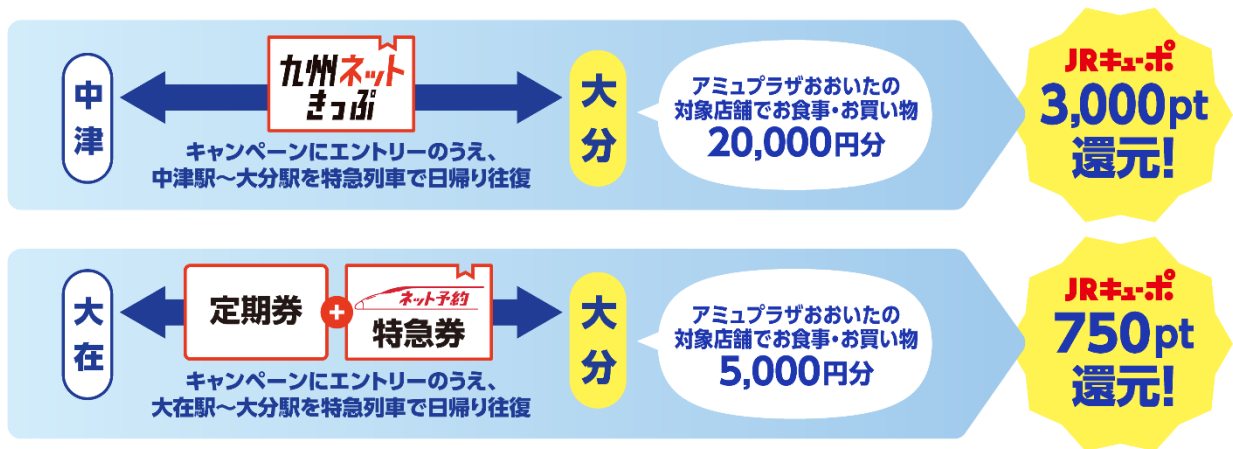 中津
九州ネット
きっぷ
キャンペーンにエントリーのうえ、
中津駅~大分駅を特急列車で日帰り往復
大分
アミュプラザおおいたの
対象店舗でお食事・お買い物
20,000円分
JRキューポ
3,000pt
還元!
大在
定期券
+
ネット予約
特急券
キャンペーンにエントリーのうえ、
大在駅~大分駅を特急列車で日帰り往復
大分
アミュプラザおおいたの
対象店舗でお食事・お買い物
5,000円分
JRキューポ
750pt
還元!